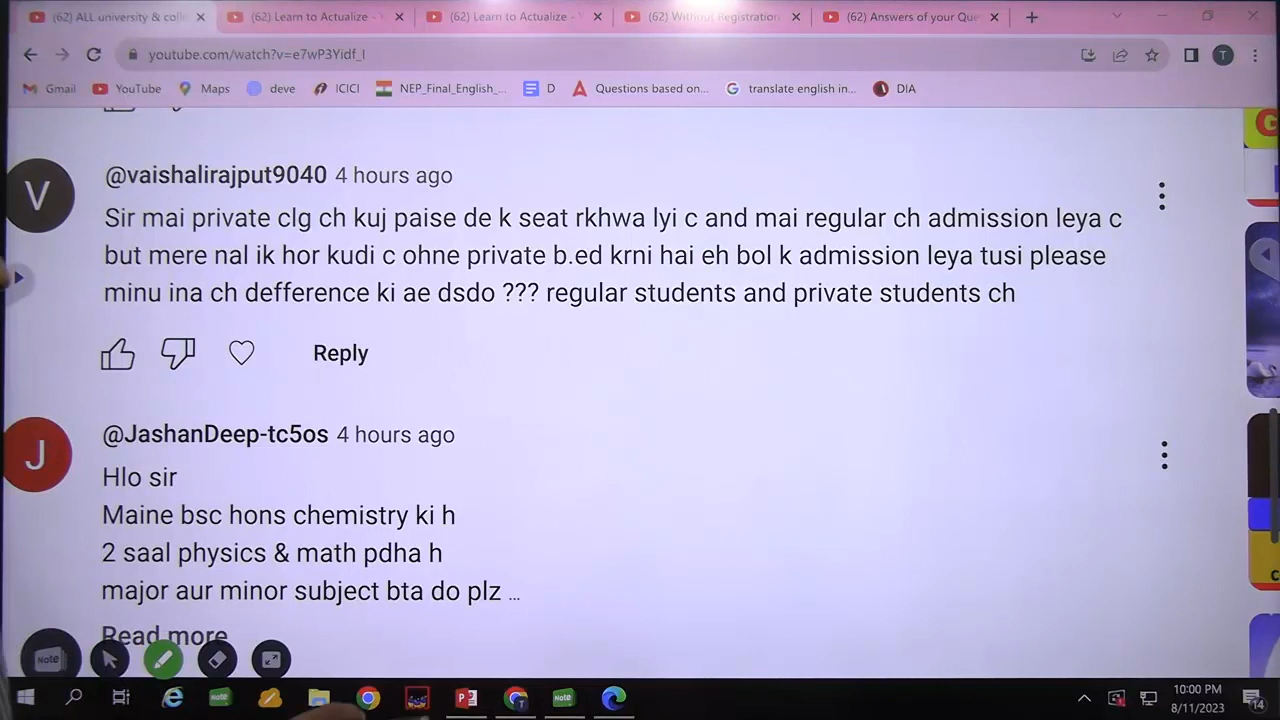 (62) ALL university & coll
(62) Learn to Actualize -
(62) Learn to Actualize -
(62) Without Registration
(62) Answers of your Que
youtube.com/watch?v=e7wP3Yidf_I
T
Gmail YouTube Maps deve ICICI NEP_Final_English_... D Questions based on... translate english in... DIA
V
@vaishalirajput9040 4 hours ago
Sir mai private clg ch kuj paise de k seat rkhwa lyi c and mai regular ch admission leya c
but mere nal ik hor kudi c ohne private b.ed krni hai eh bol k admission leya tusi please
minu ina ch defference ki ae dsdo ??? regular students and private students ch
Reply
J
@JashanDeep-tc5os 4 hours ago
Hlo sir
Maine bsc hons chemistry ki h
2 saal physics & math pdha h
major aur minor subject bta do plz ...
Read more
Note
Note
Note
10:00 PM
8/11/2023
14